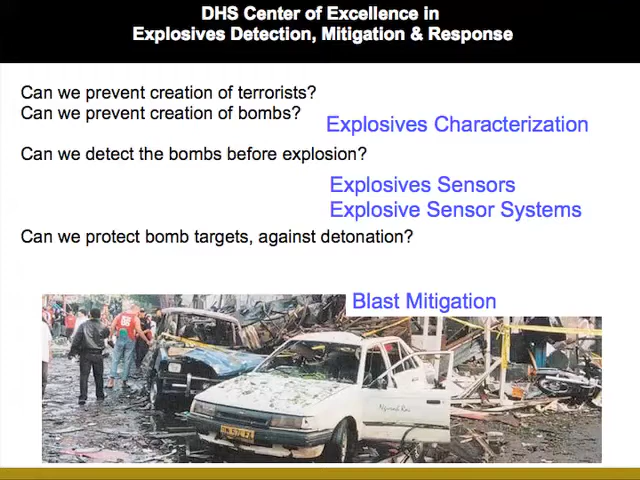 DHS Center of Excellence in
Explosives Detection, Mitigation & Response
Can we prevent creation of terrorists?
Can we prevent creation of bombs?
Explosives Characterization
Can we detect the bombs before explosion?
Explosives Sensors
Explosive Sensor Systems
Can we protect bomb targets, against detonation?
Blast Mitigation